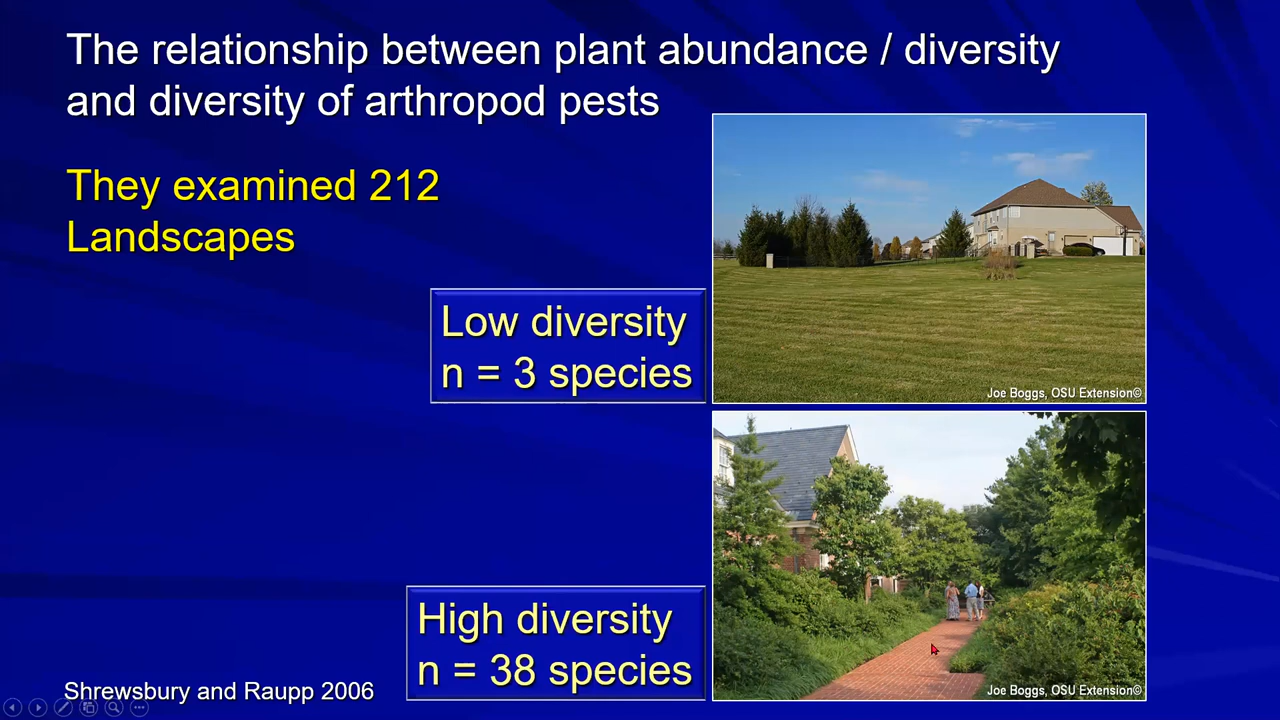 The relationship between plant abundance / diversity
and diversity of arthropod pests
They examined 212
Landscapes
Low diversity
n = 3 species
Joe Boggs, OSU Extension©
High diversity
n = 38 species
Joe Boggs, OSU Extension©
Shrewsbury and Raupp 2006